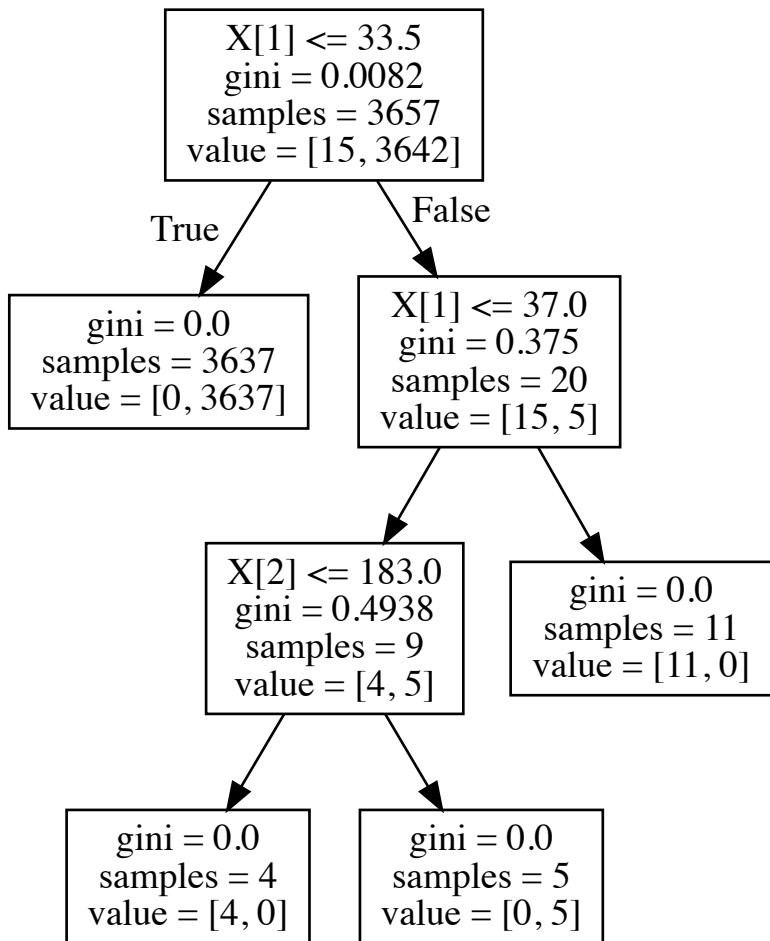 X[1] <= 33.5
gini = 0.0082
samples = 3657
value = [15, 3642]
True
False
gini = 0.0
samples = 3637
value = [0, 3637]
X[1] <= 37.0
gini = 0.375
samples = 20
value = [15, 5]
X[2] <= 183.0
gini = 0.4938
samples = 9
value = [4, 5]
gini = 0.0
samples = 11
value = [11, 0]
gini = 0.0
samples = 4
value = [4, 0]
gini = 0.0
samples = 5
value = [0, 5]